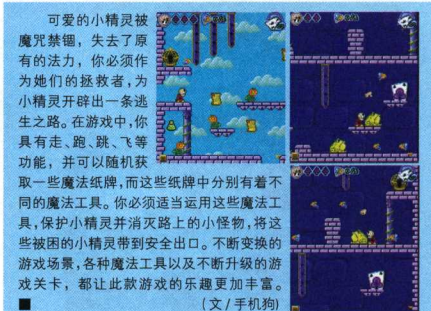 可爱的小精灵被
魔咒禁锢，失去了原
有的法力，你必须作
为她们的拯救者，为
小精灵开辟出一条逃
生之路。在游戏中，你
具有走、跑、跳、飞等
功能，并可以随机获
取一些魔法纸牌，而这些纸牌中分别有着不
同的魔法工具。你必须适当运用这些魔法工
具，保护小精灵并消灭路上的小怪物，将这
些被困的小精灵带到安全出口。不断变换的
游戏场景，各种魔法工具以及不断升级的游
戏关卡，都让此款游戏的乐趣更加丰富。
■ (文/手机狗)